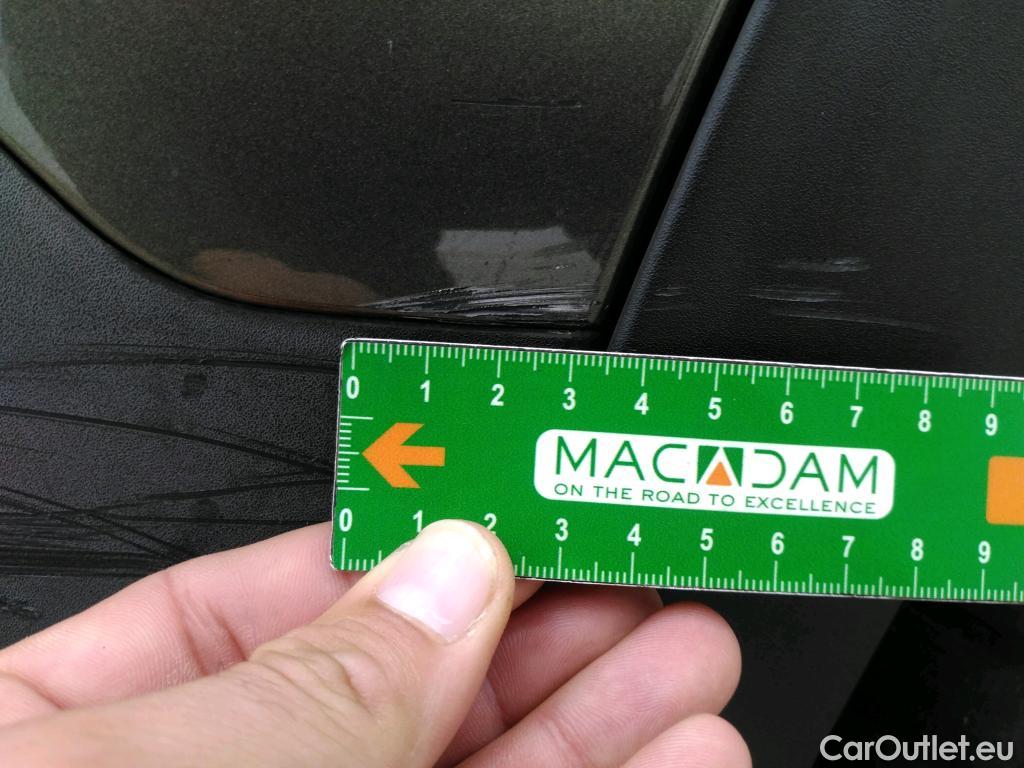 0 1 2 3 4 5 6 7 8 9
MACADAM
ON THE ROAD TO EXCELLENCE
0 1 2 3 4 5 6 7 8 9
CarOutlet.eu